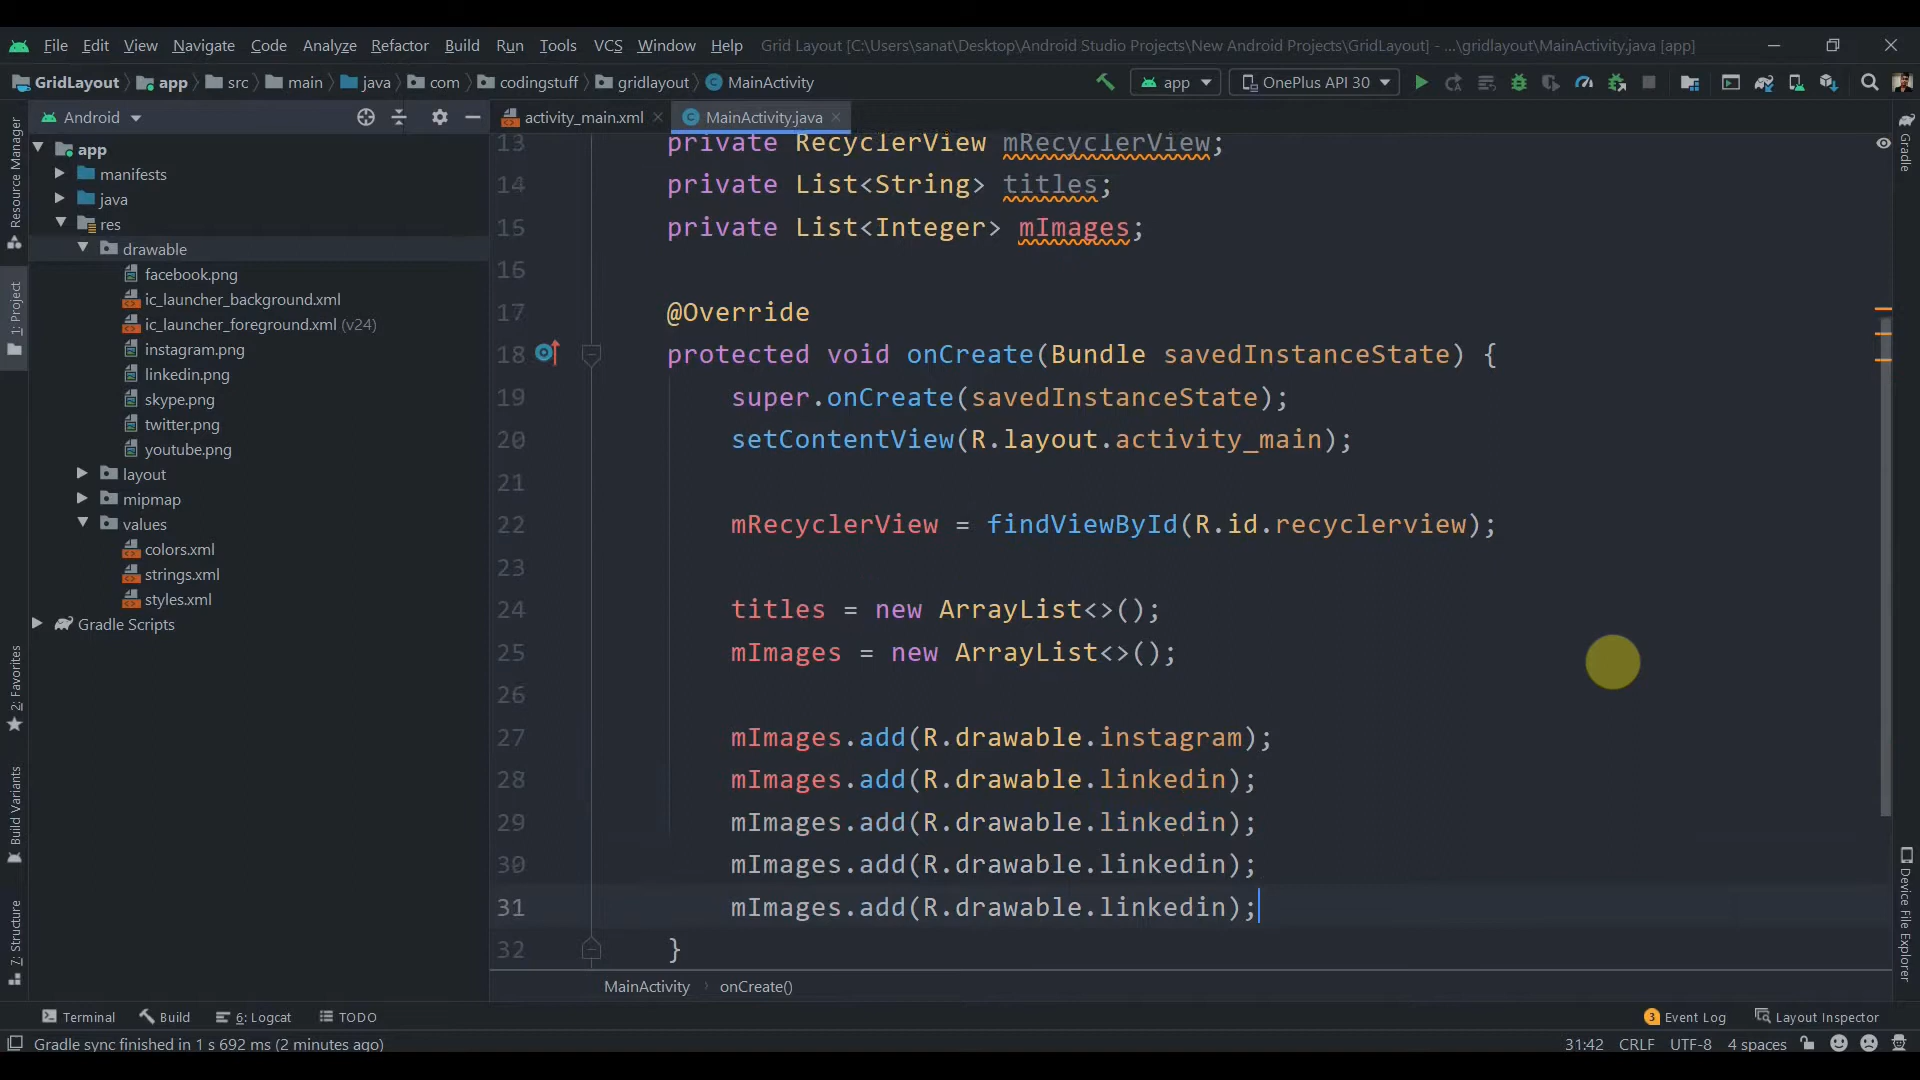 File Edit View Navigate Code Analyze Refactor Build Run Tools VCS Window Help Grid Layout [C:\Users\sanat\Desktop\Android Studio Projects\New Android Projects\GridLayout] - ...\gridlayout\MainActivity.java [app]
GridLayout app src main java com codingstuff gridlayout MainActivity app OnePlus API 30
Android
activity_main.xml MainActivity.java
app
manifests
java
res
drawable
facebook.png
ic_launcher_background.xml
ic_launcher_foreground.xml (v24)
instagram.png
linkedin.png
skype.png
twitter.png
youtube.png
layout
mipmap
values
colors.xml
strings.xml
styles.xml
Gradle Scripts
Resource Manager
1: Project
2: Favorites
Build Variants
7: Structure
13 private RecyclerView mRecyclerView;
14 private List<String> titles;
15 private List<Integer> mImages;
16
17 @Override
18 protected void onCreate(Bundle savedInstanceState) {
19 super.onCreate(savedInstanceState);
20 setContentView(R.layout.activity_main);
21
22 mRecyclerView = findViewById(R.id.recyclerview);
23
24 titles = new ArrayList<>();
25 mImages = new ArrayList<>();
26
27 mImages.add(R.drawable.instagram);
28 mImages.add(R.drawable.linkedin);
29 mImages.add(R.drawable.linkedin);
30 mImages.add(R.drawable.linkedin);
31 mImages.add(R.drawable.linkedin);
32 }
Gradle
Device File Explorer
MainActivity onCreate()
Terminal Build 6: Logcat TODO 3 Event Log Layout Inspector
Gradle sync finished in 1 s 692 ms (2 minutes ago) 31:42 CRLF UTF-8 4 spaces